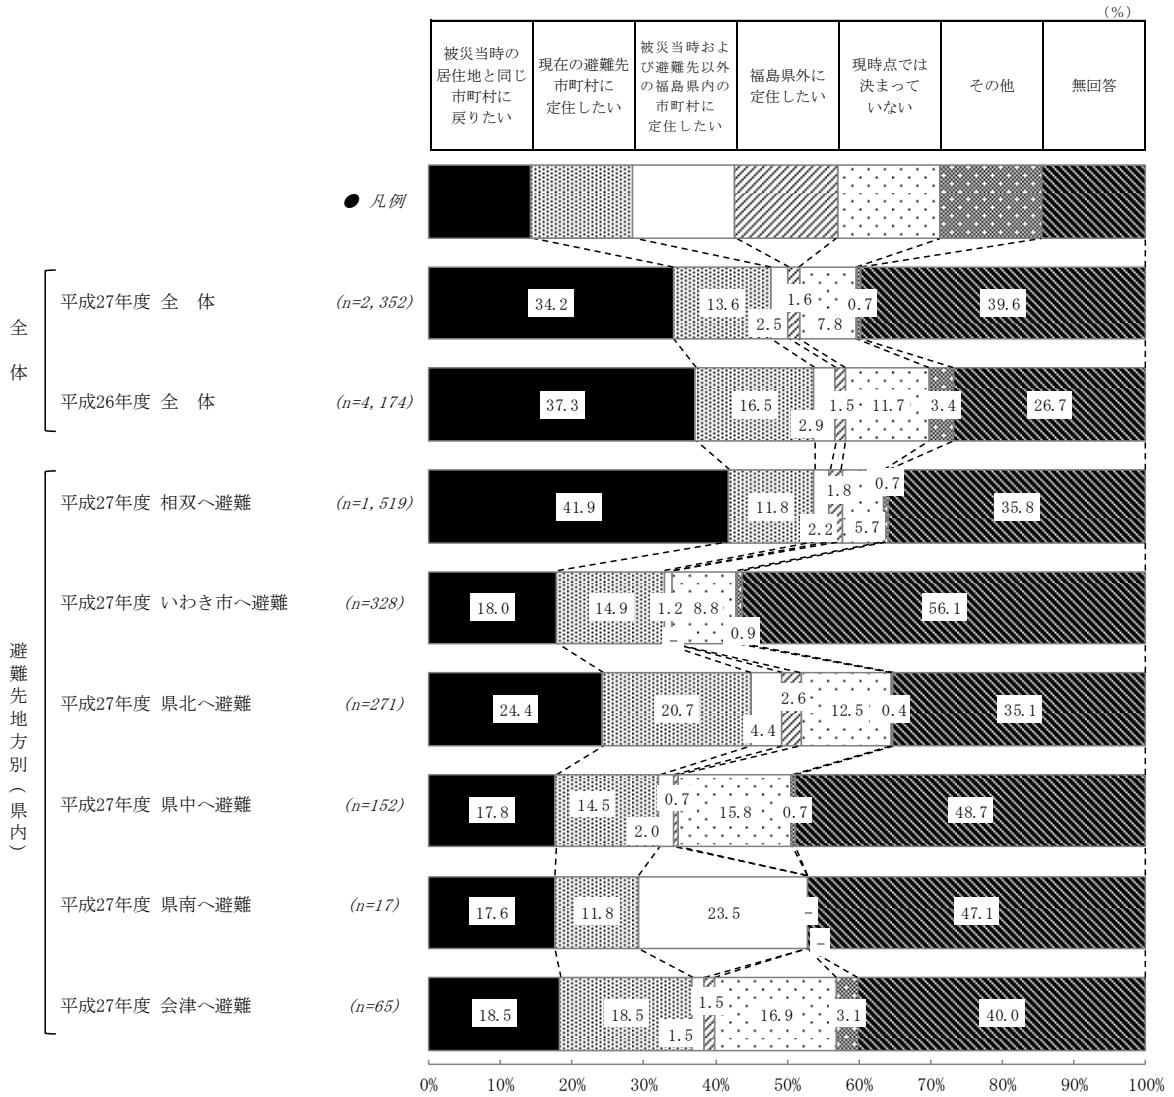 （%）
被災当時の
居住地と同じ
市町村に
戻りたい
現在の避難先
市町村に
定住したい
被災当時およ
び避難先以外
の福島県内の
市町村に
定住したい
福島県外に
定住したい
現時点では
決まって
いない
その他
無回答
● 凡例
全体
平成27年度 全　体 (n=2,352) 34.2 13.6 2.5 1.6 7.8 0.7 39.6
平成26年度 全　体 (n=4,174) 37.3 16.5 2.9 1.5 11.7 3.4 26.7
避難先地方別（県内）
平成27年度 相双へ避難 (n=1,519) 41.9 11.8 2.2 1.8 5.7 0.7 35.8
平成27年度 いわき市へ避難 (n=328) 18.0 14.9 1.2 － 8.8 0.9 56.1
平成27年度 県北へ避難 (n=271) 24.4 20.7 4.4 2.6 12.5 0.4 35.1
平成27年度 県中へ避難 (n=152) 17.8 14.5 2.0 0.7 15.8 0.7 48.7
平成27年度 県南へ避難 (n=17) 17.6 11.8 23.5 － － 47.1
平成27年度 会津へ避難 (n=65) 18.5 18.5 1.5 1.5 16.9 3.1 40.0
0% 10% 20% 30% 40% 50% 60% 70% 80% 90% 100%